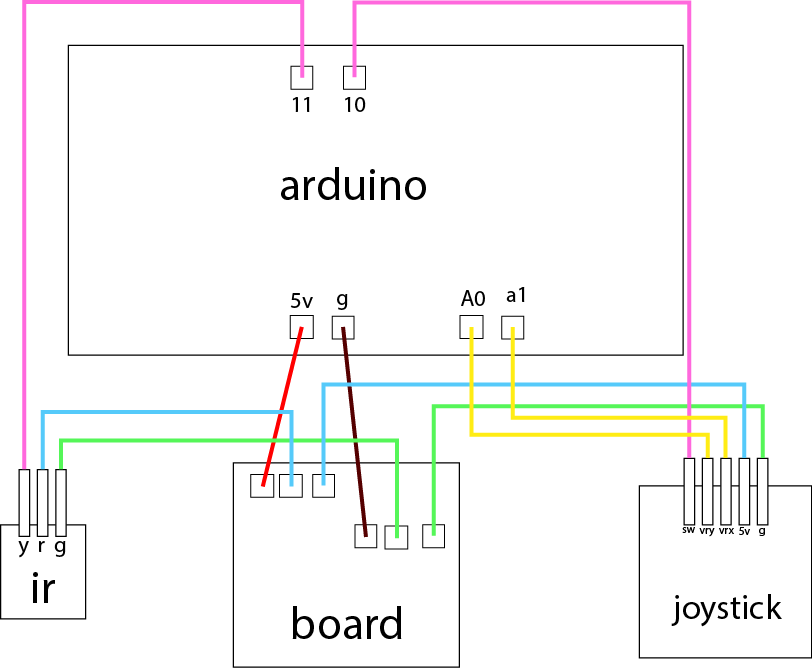 11 10
arduino
5v g A0 a1
y r g
sw vry vrx 5v g
ir
board
joystick